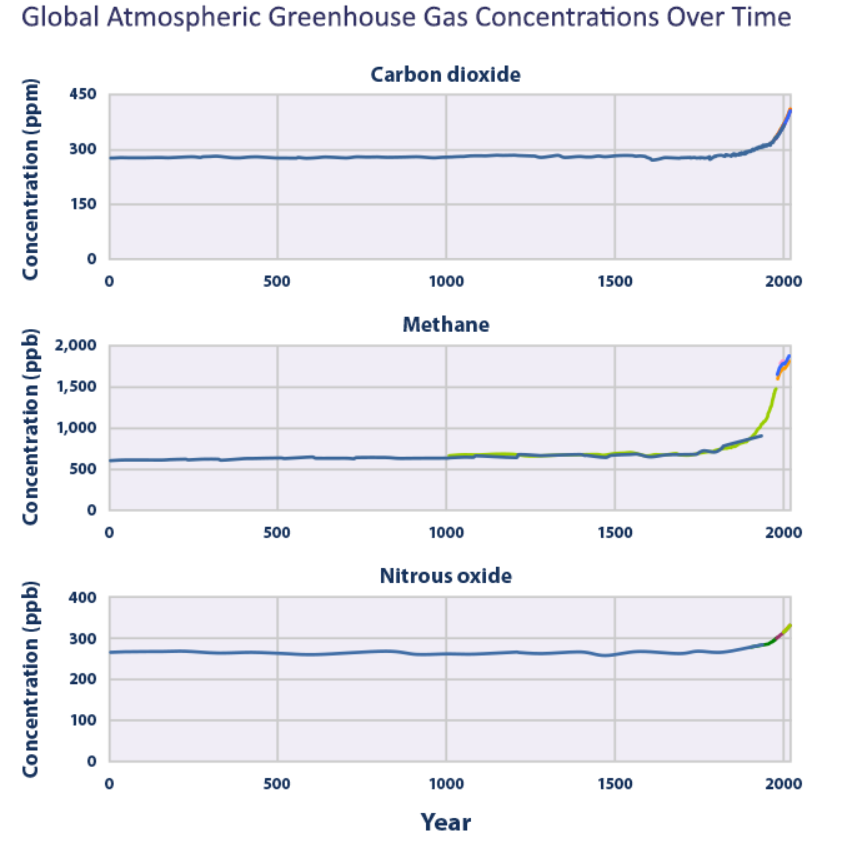 Global Atmospheric Greenhouse Gas Concentrations Over Time
Carbon dioxide
Concentration (ppm)
450
300
150
0
0 500 1000 1500 2000
Methane
Concentration (ppb)
2,000
1,500
1,000
500
0
0 500 1000 1500 2000
Nitrous oxide
Concentration (ppb)
400
300
200
100
0
0 500 1000 1500 2000
Year